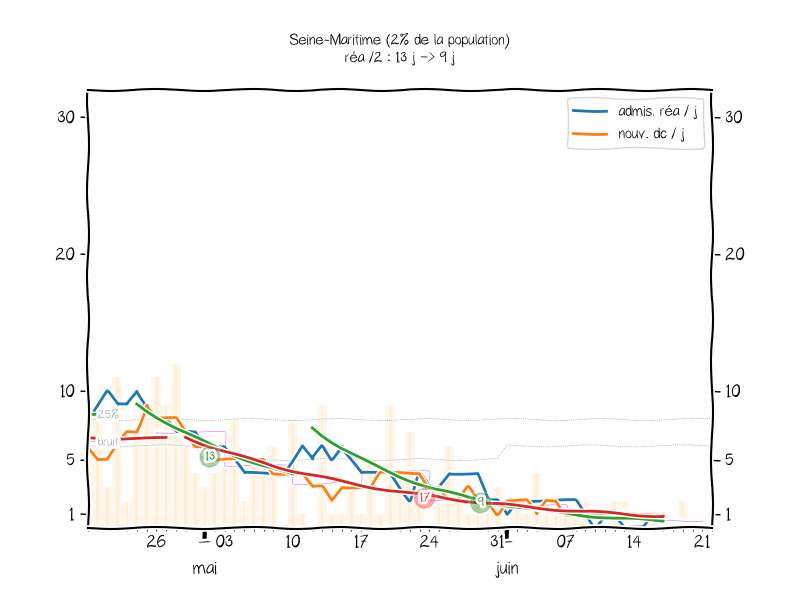 Seine-Maritime (2% de la population)
réa /2 : 13 j -> 9 j
admis. réa / j
nouv. dc / j
30 30
20 20
10 10
25%
bruit
5 5
13
17
9
1 1
26 03 10 17 24 31 07 14 21
mai juin